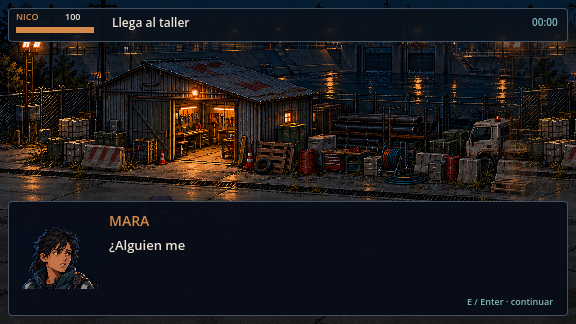 NICO 100
Llega al taller
00:00
MARA
¿Alguien me
E / Enter · continuar